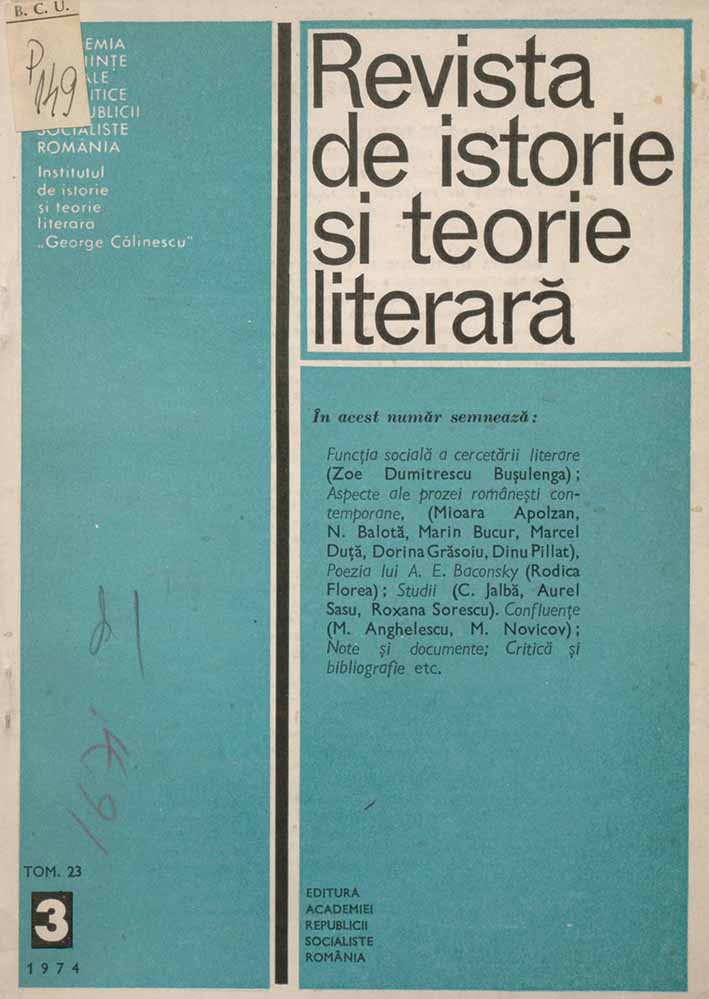 B. C. U.
P
149
EMIA
INȚE
ALE
ITICE
UBLICII
SOCIALISTE
ROMÂNIA
Institutul
de istorie
si teorie
literara
„George Călinescu"
Revista
de istorie
si teorie
literară
În acest număr semnează:
Funcția socială a cercetării literare
(Zoe Dumitrescu Bușulenga);
Aspecte ale prozei românești con-
temporane, (Mioara Apolzan,
N. Balotă, Marin Bucur, Marcel
Duță, Dorina Grăsoiu, Dinu Pillat),
Poezia lui A. E. Baconsky (Rodica
Florea); Studii (C. Jalbă, Aurel
Sasu, Roxana Sorescu). Confluențe
(M. Anghelescu, M. Novicov);
Note și documente; Critică și
bibliografie etc.
TOM. 23
3
1974
EDITURA
ACADEMIEI
REPUBLICII
SOCIALISTE
ROMÂNIA